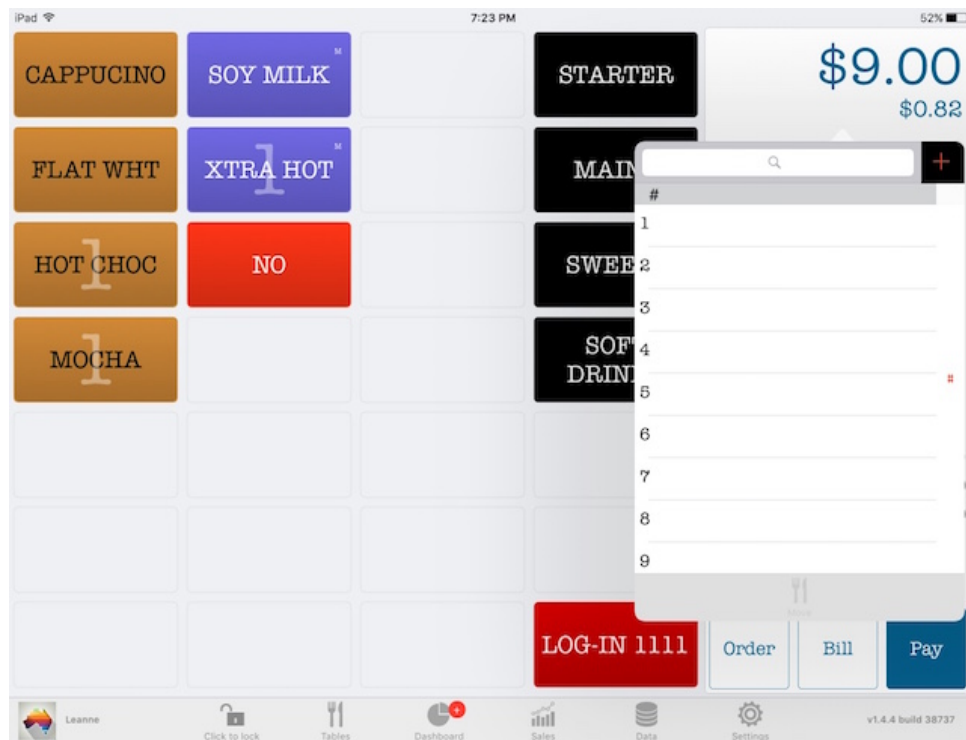 iPad
7:23 PM
52%
CAPPUCINO
SOY MILK
M
STARTER
$9.00
$0.82
FLAT WHT
XTRA HOT
M
1
MAIN
+
#
1
2
3
4
5
6
7
8
9
HOT CHOC
1
NO
MOCHA
1
SOFT
#
LOG-IN 1111
Order
Bill
Pay
Leanne
Click to lock
Tables
Dashboard
Sales
Data
Settings
v1.4.4 build 38737